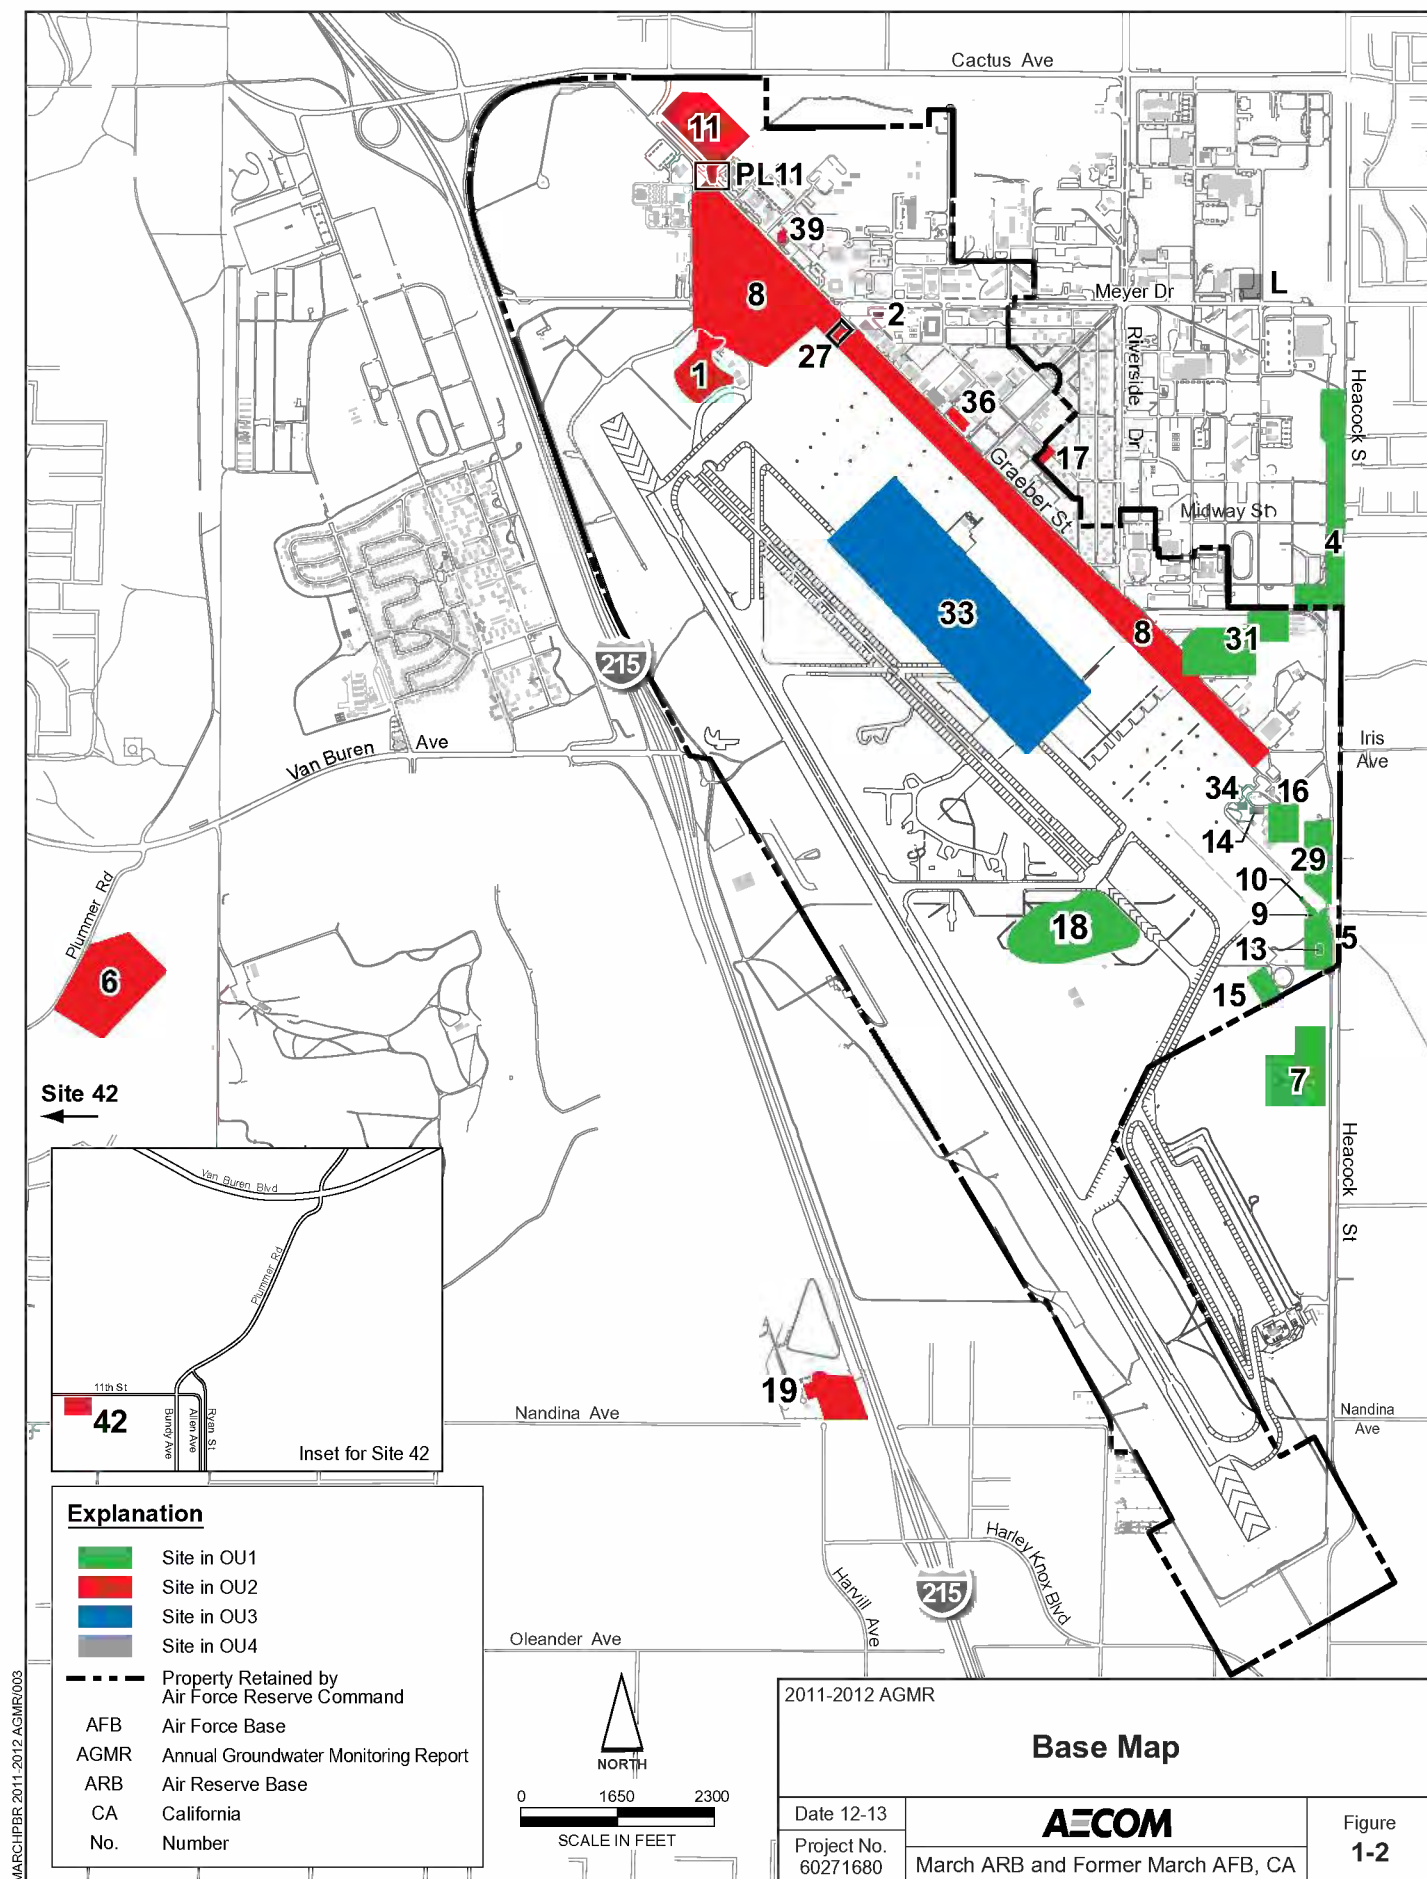 Cactus Ave
11
PL11
39
8
2
27
1
36
17
L
Meyer Dr
Riverside Dr
Heacock St
Graeber St
Midway St
4
33
8
31
215
Van Buren Ave
Iris
Ave
34
16
14
29
10
9
18
13
5
15
Plummer Rd
6
7
Site 42
Heacock St
Van Buren Blvd
Plummer Rd
11th St
42
Bundy Ave
Allen Ave
Ryan St
Inset for Site 42
19
Nandina Ave
Nandina
Ave
Explanation
Site in OU1
Site in OU2
Site in OU3
Site in OU4
Property Retained by
Air Force Reserve Command
AFB Air Force Base
AGMR Annual Groundwater Monitoring Report
ARB Air Reserve Base
CA California
No. Number
Harley Knox Blvd
Harvill Ave
215
Oleander Ave
NORTH
0 1650 2300
SCALE IN FEET
2011-2012 AGMR
Base Map
Date 12-13
Project No.
60271680
AECOM
March ARB and Former March AFB, CA
Figure
1-2
MARCHPBR 2011-2012 AGMR/003